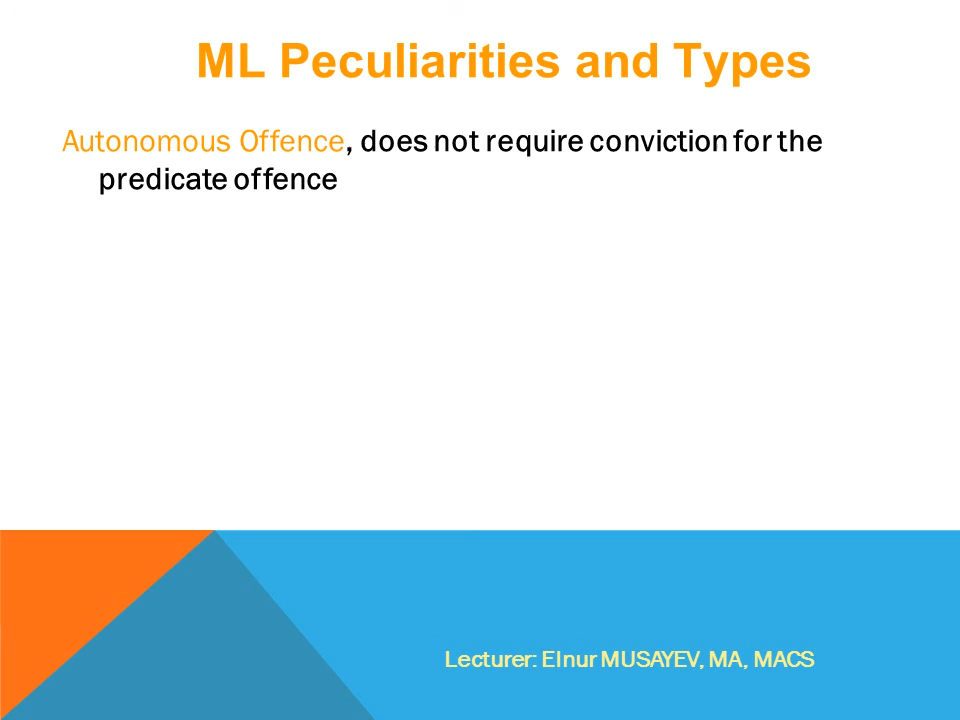 ML Peculiarities and Types
Autonomous Offence, does not require conviction for the
predicate offence
Lecturer: Elnur MUSAYEV, MA, MACS